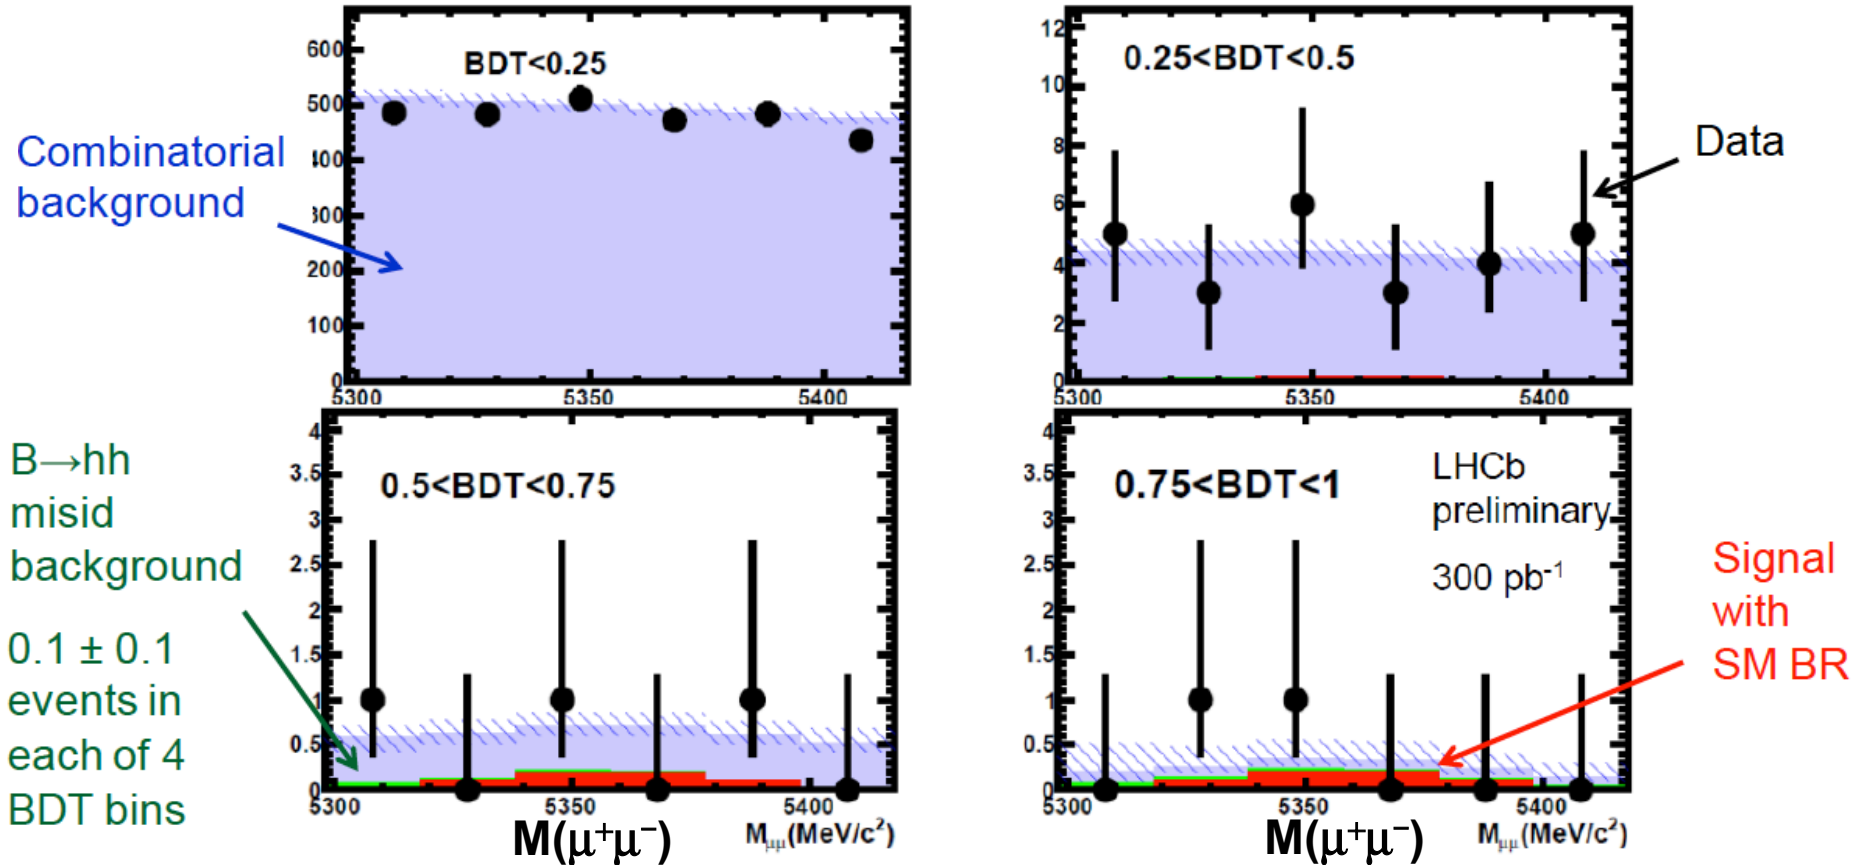 BDT<0.25
600
500
400
300
200
100
0
5300 5350 5400
Combinatorial
background
0.25<BDT<0.5
12
10
8
6
4
2
0
5300 5350 5400
Data
B→hh
misid
background
0.1 ± 0.1
events in
each of 4
BDT bins
0.5<BDT<0.75
4
3.5
3
2.5
2
1.5
1
0.5
0
5300 5350 5400
M(μ⁺μ⁻) Mμμ(MeV/c²)
0.75<BDT<1
LHCb
preliminary
300 pb⁻¹
4
3.5
3
2.5
2
1.5
1
0.5
0
5300 5350 5400
M(μ⁺μ⁻) Mμμ(MeV/c²)
Signal
with
SM BR